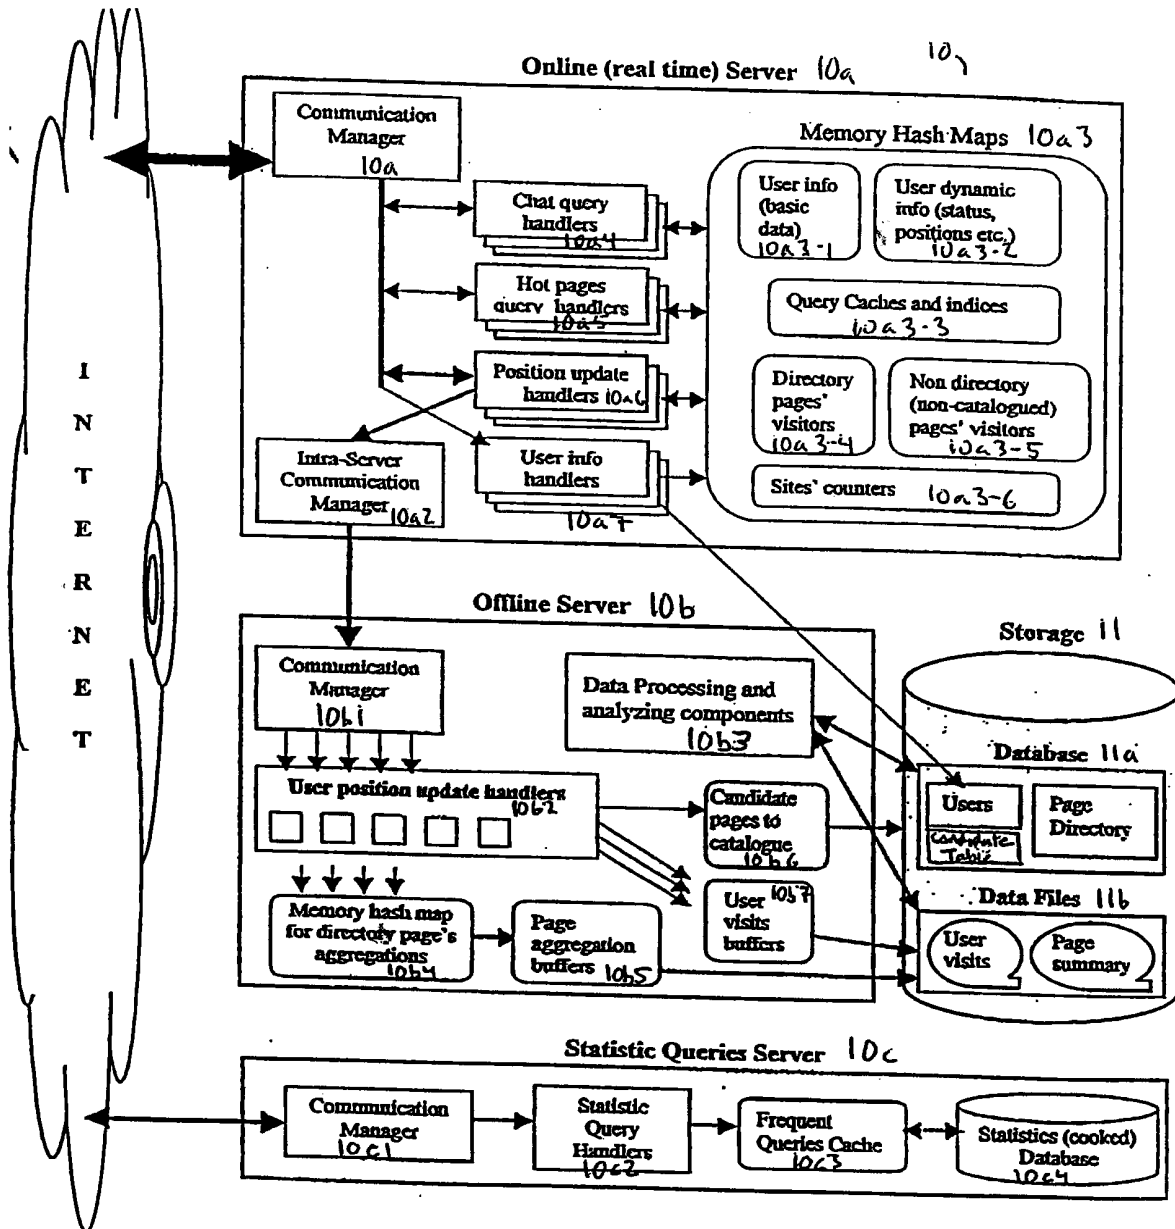 10
Online (real time) Server 10a
Communication
Manager
10a
Memory Hash Maps 10a3
Chat query
handlers
10a4
User info
(basic
data)
10a3-1
User dynamic
info (status,
positions etc.)
10a3-2
Hot pages
query handlers
10a5
Query Caches and indices
10a3-3
Position update
handlers 10a6
Directory
pages'
visitors
10a3-4
Non directory
(non-catalogued)
pages' visitors
10a3-5
Intra-Server
Communication
Manager
10a2
User info
handlers
10a7
Sites' counters 10a3-6
INTERNET
Offline Server 10b
Storage 11
Communication
Manager
10b1
Data Processing and
analyzing components
10b3
User position update handlers
10b2
Candidate
pages to
catalogue
10b6
Database 11a
Users
Candidate
Table
Page
Directory
Memory hash map
for directory page's
aggregations
10b4
Page
aggregation
buffers 10b5
10b7
User
visits
buffers
Data Files 11b
User
visits
Page
summary
Statistic Queries Server 10c
Communication
Manager
10c1
Statistic
Query
Handlers
10c2
Frequent
Queries Cache
10c3
Statistics (cooked)
Database
10c4